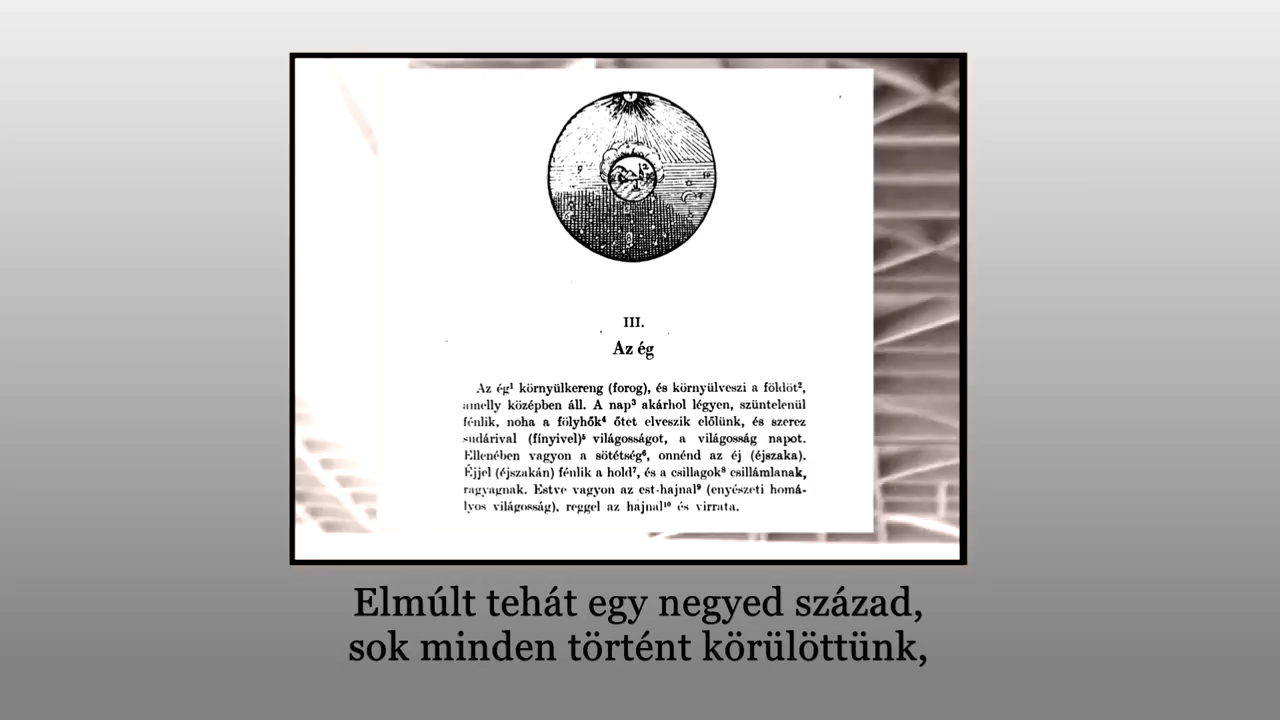 III.
Az ég
Az ég¹ környülkereng (forog), és környülveszi a földöt²,
amelly középben áll. A nap³ akárhol légyen, szüntelenül
fénlik, noha a fölyhők⁴ őtet elveszik előlünk, és szerez
sudárival (fínyivel)⁵ világosságot, a világosság napot.
Ellenében vagyon a sötétség⁶, onnénd az éj (éjszaka).
Éjjel (éjszakán) fénlik a hold⁷, és a csillagok⁸ csillámlanak,
ragyagnak. Estve vagyon az est-hajnal⁹ (enyészeti homá-
lyos világosság), reggel az hajnal¹⁰ és virrata.
Elmúlt tehát egy negyed század,
sok minden történt körülöttünk,